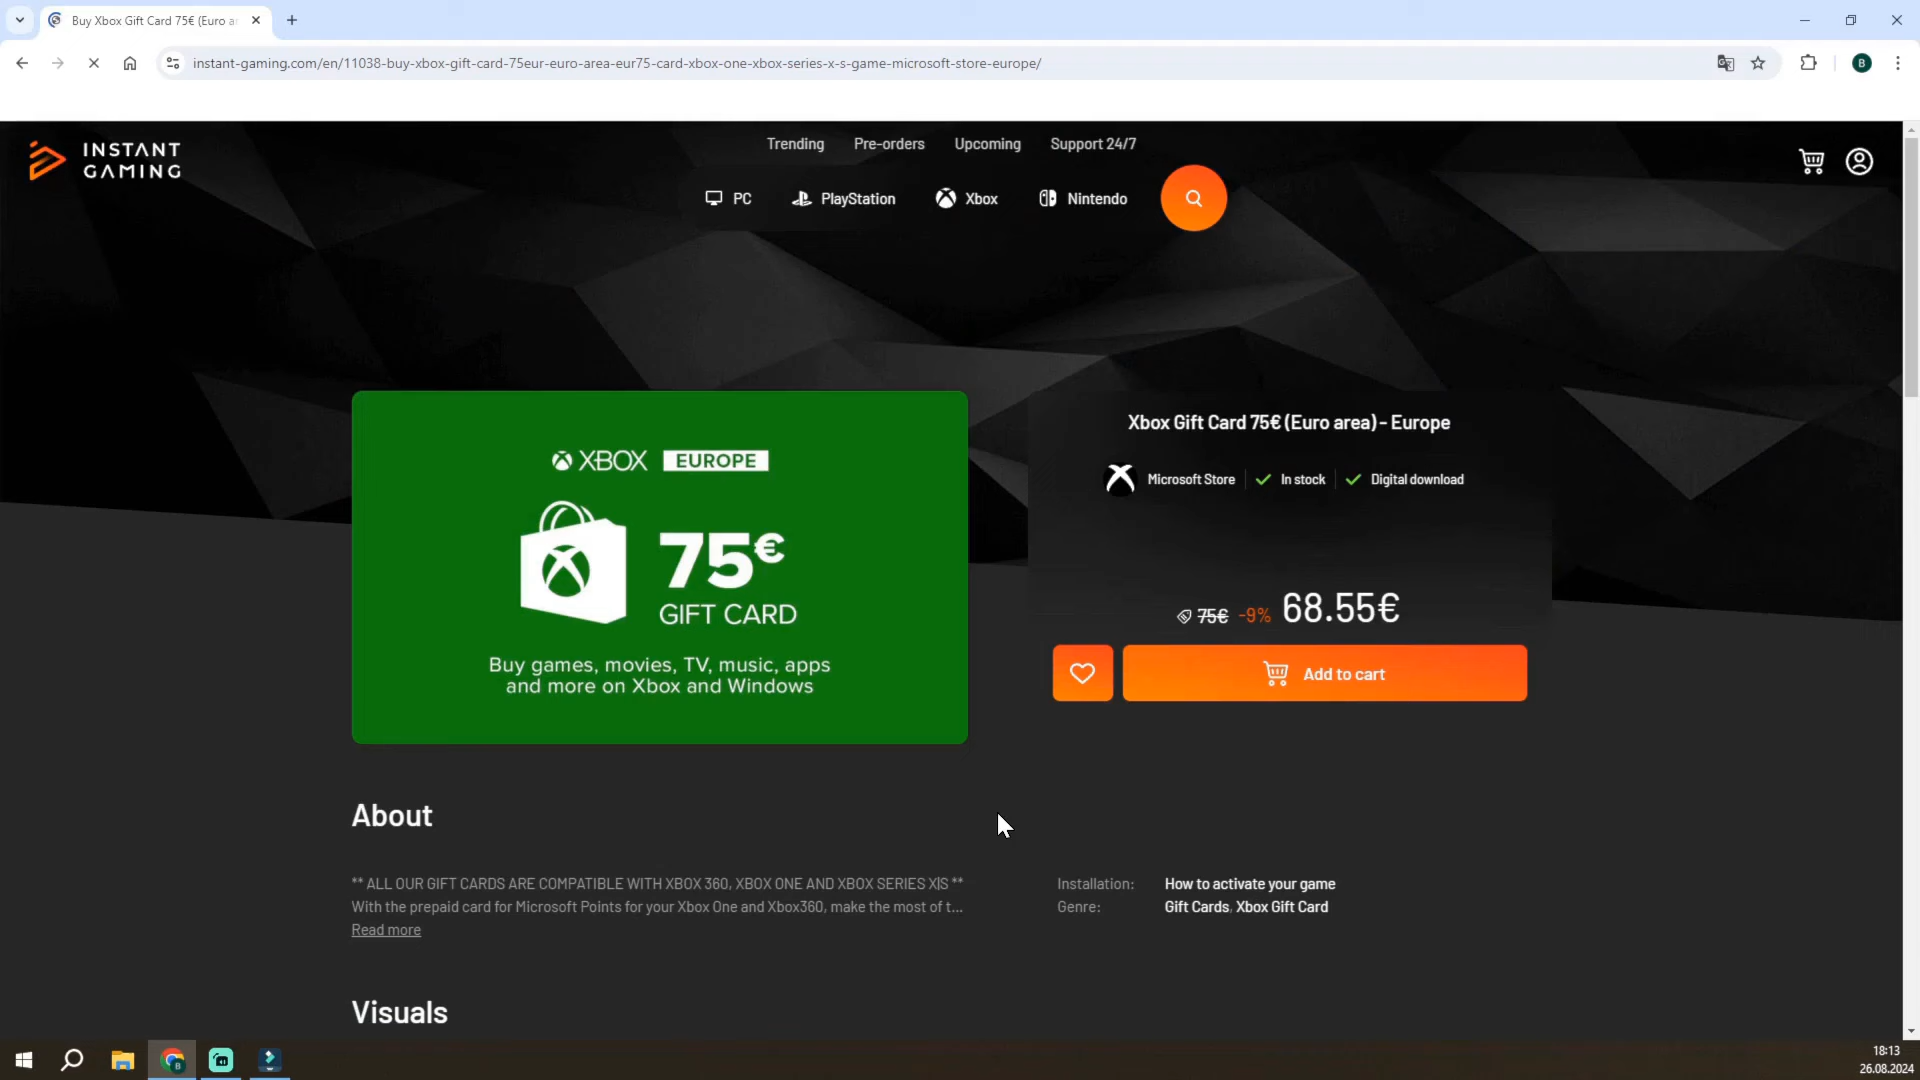 Buy Xbox Gift Card 75€ (Euro ar
instant-gaming.com/en/11038-buy-xbox-gift-card-75eur-euro-area-eur75-card-xbox-one-xbox-series-x-s-game-microsoft-store-europe/
B
INSTANT
GAMING
Trending Pre-orders Upcoming Support 24/7
PC PlayStation Xbox Nintendo
XBOX EUROPE
75€
GIFT CARD
Buy games, movies, TV, music, apps
and more on Xbox and Windows
Xbox Gift Card 75€ (Euro area) - Europe
Microsoft Store In stock Digital download
75€ -9% 68.55€
Add to cart
About
** ALL OUR GIFT CARDS ARE COMPATIBLE WITH XBOX 360, XBOX ONE AND XBOX SERIES X|S **
With the prepaid card for Microsoft Points for your Xbox One and Xbox360, make the most of t...
Read more
Installation: How to activate your game
Genre: Gift Cards, Xbox Gift Card
Visuals
B
18:13
26.08.2024